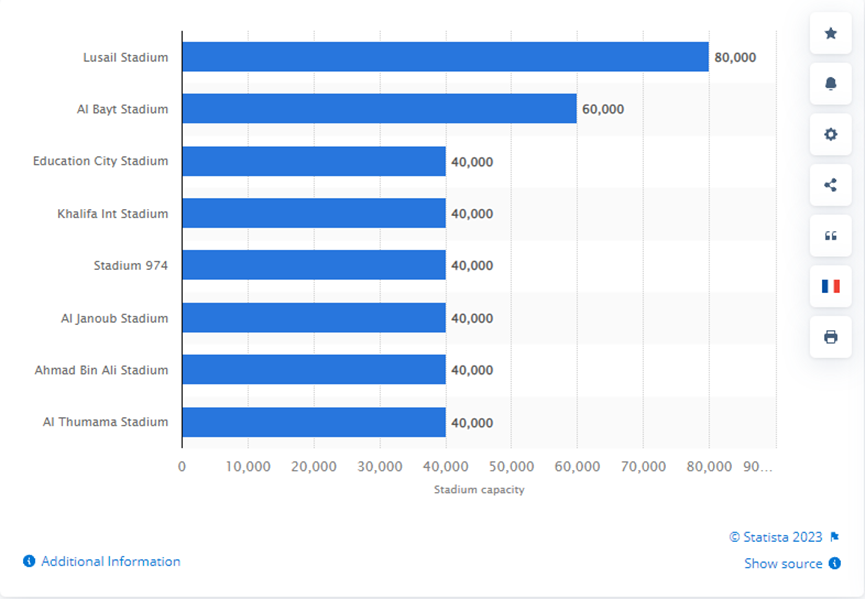 Lusail Stadium 80,000
Al Bayt Stadium 60,000
Education City Stadium 40,000
Khalifa Int Stadium 40,000
Stadium 974 40,000
Al Janoub Stadium 40,000
Ahmad Bin Ali Stadium 40,000
Al Thumama Stadium 40,000
0 10,000 20,000 30,000 40,000 50,000 60,000 70,000 80,000 90...
Stadium capacity
© Statista 2023
Additional Information
Show source